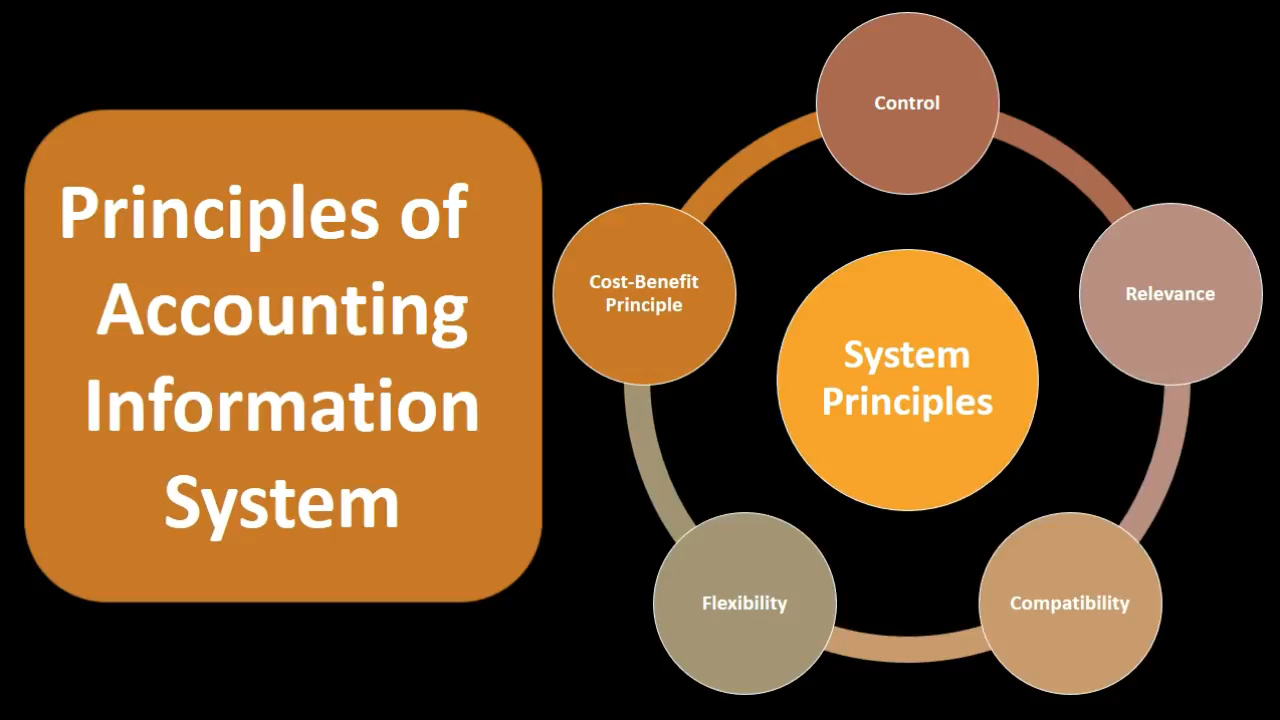 Principles of
Accounting
Information
System
Control
Cost-Benefit
Principle
Relevance
System
Principles
Flexibility
Compatibility